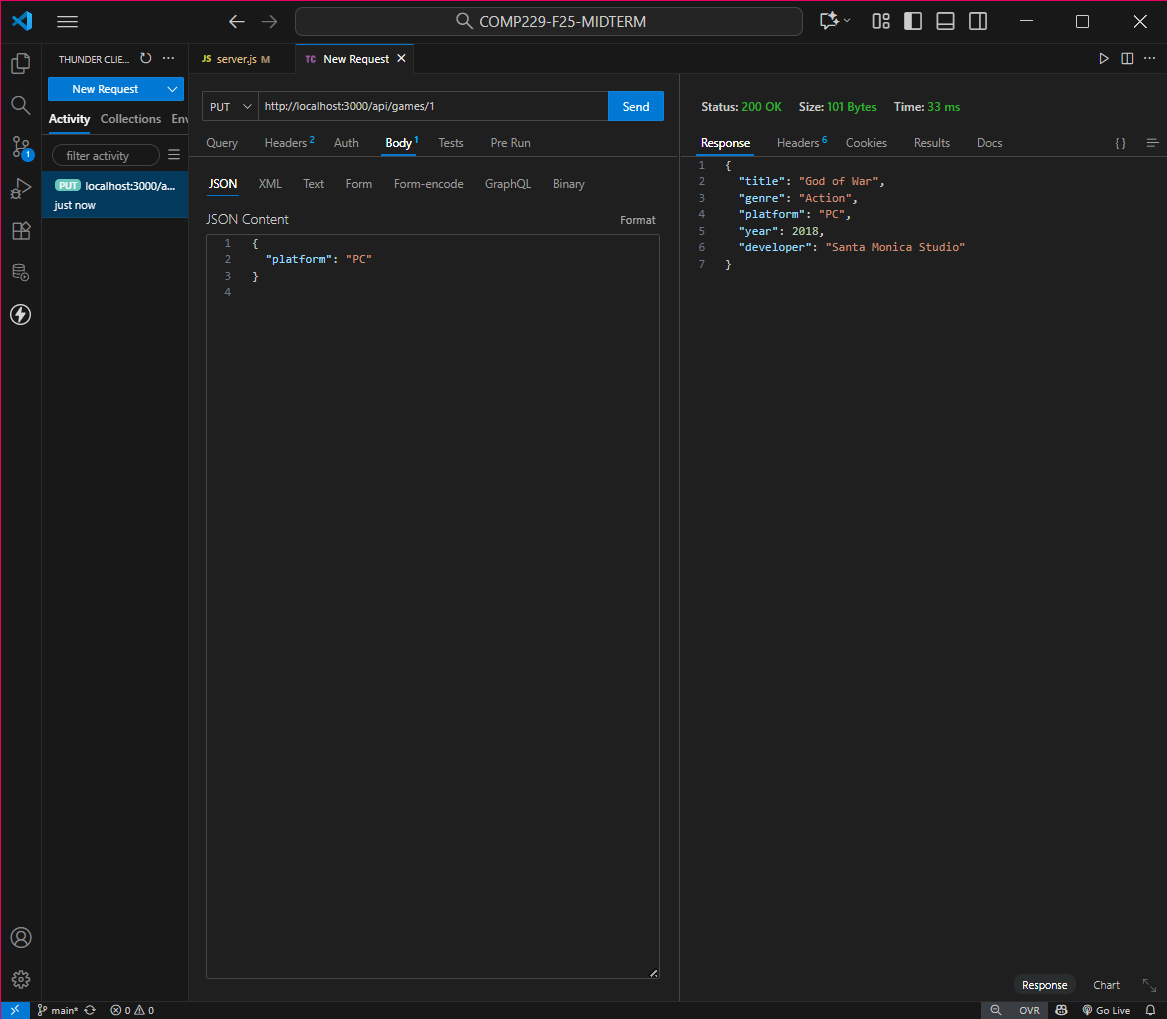 COMP229-F25-MIDTERM
THUNDER CLIE...
JS server.js M
TC New Request
New Request
Activity Collections Env
filter activity
PUT localhost:3000/a...
just now
1
PUT http://localhost:3000/api/games/1 Send
Query Headers 2 Auth Body 1 Tests Pre Run
JSON XML Text Form Form-encode GraphQL Binary
JSON Content Format
1 {
2 "platform": "PC"
3 }
4
Status: 200 OK Size: 101 Bytes Time: 33 ms
Response Headers 6 Cookies Results Docs {}
1 {
2 "title": "God of War",
3 "genre": "Action",
4 "platform": "PC",
5 "year": 2018,
6 "developer": "Santa Monica Studio"
7 }
Response Chart
main* 0 0 OVR Go Live